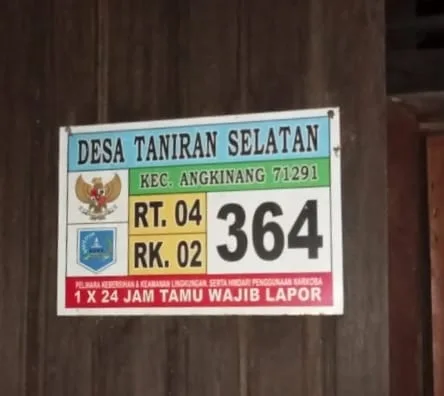 DESA TANIRAN SELATAN
KEC. ANGKINANG 71291
RT. 04
RK. 02
364
PELIHARA KEBERSIHAN & KEAMANAN LINGKUNGAN, SERTA HINDARI PENGGUNAAN NARKOBA
1 X 24 JAM TAMU WAJIB LAPOR